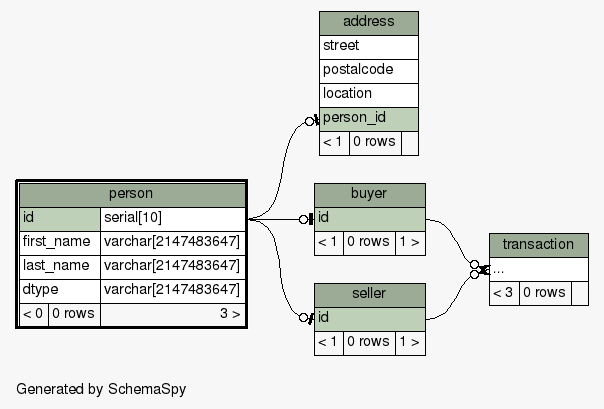 address
street
postalcode
location
person_id
< 1 0 rows
person
id serial[10]
first_name varchar[2147483647]
last_name varchar[2147483647]
dtype varchar[2147483647]
< 0 0 rows 3 >
buyer
id
< 1 0 rows 1 >
seller
id
< 1 0 rows 1 >
transaction
...
< 3 0 rows
Generated by SchemaSpy